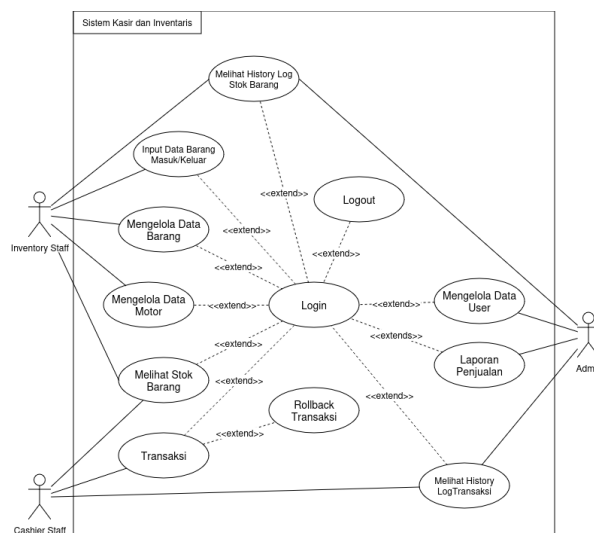 Sistem Kasir dan Inventaris
Melihat History Log
Stok Barang
Input Data Barang
Masuk/Keluar
<<extend>>
Logout
Mengelola Data
Barang
<<extend>>
Inventory Staff
<<extend>>
<<extend>>
Mengelola Data
Motor
<<extend>>
Login
<<extend>>
Mengelola Data
User
<<extend>>
<<extends>>
Laporan
Penjualan
Melihat Stok
Barang
<<extend>>
<<extend>>
Rollback
Transaksi
<<extend>>
Transaksi
Melihat History
LogTransaksi
Cashier Staff